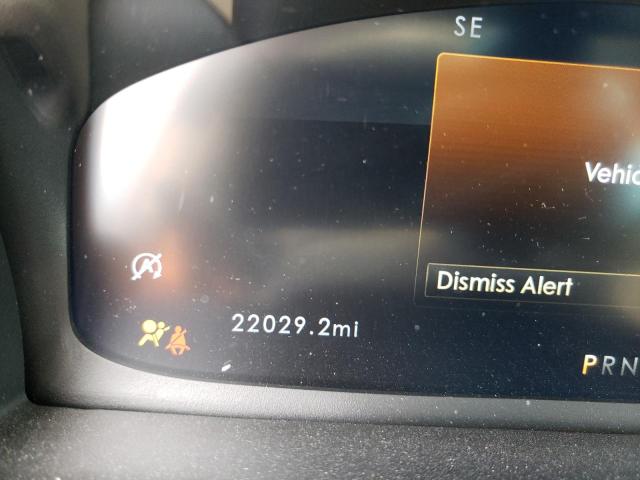 SE
Vehic
Dismiss Alert
22029.2mi
PRN